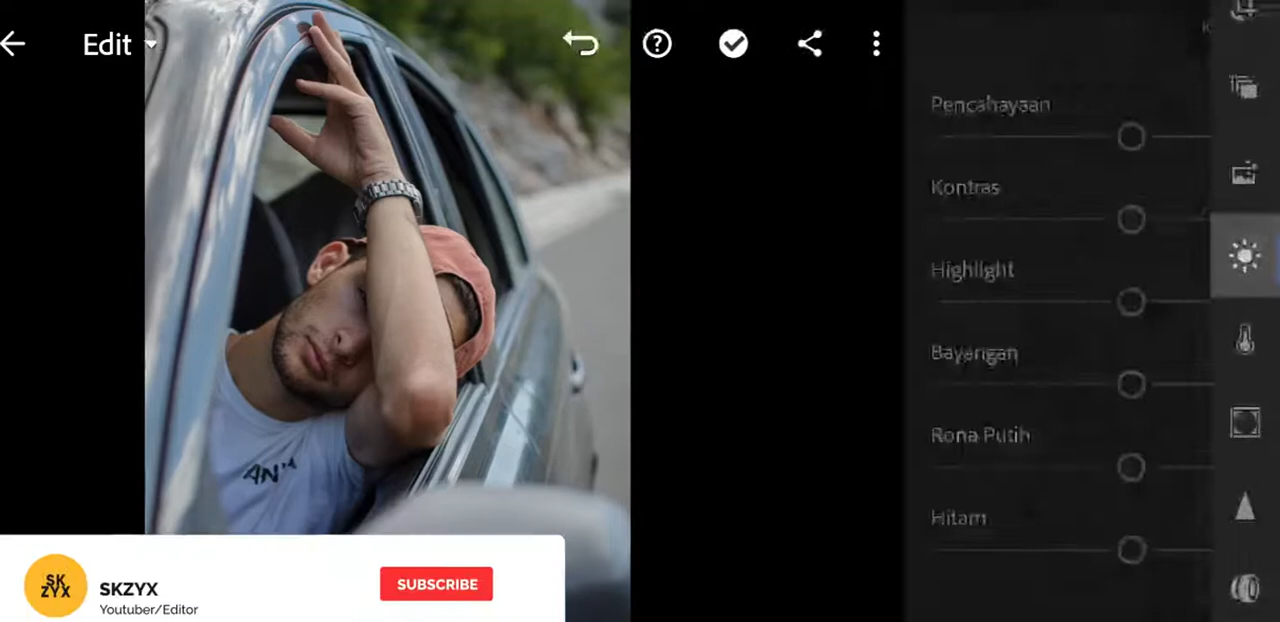 Edit
Pencahayaan
Kontras
Highlight
Bayangan
Rona Putih
Hitam
SK
ZYX
SKZYX
Youtuber/Editor
SUBSCRIBE